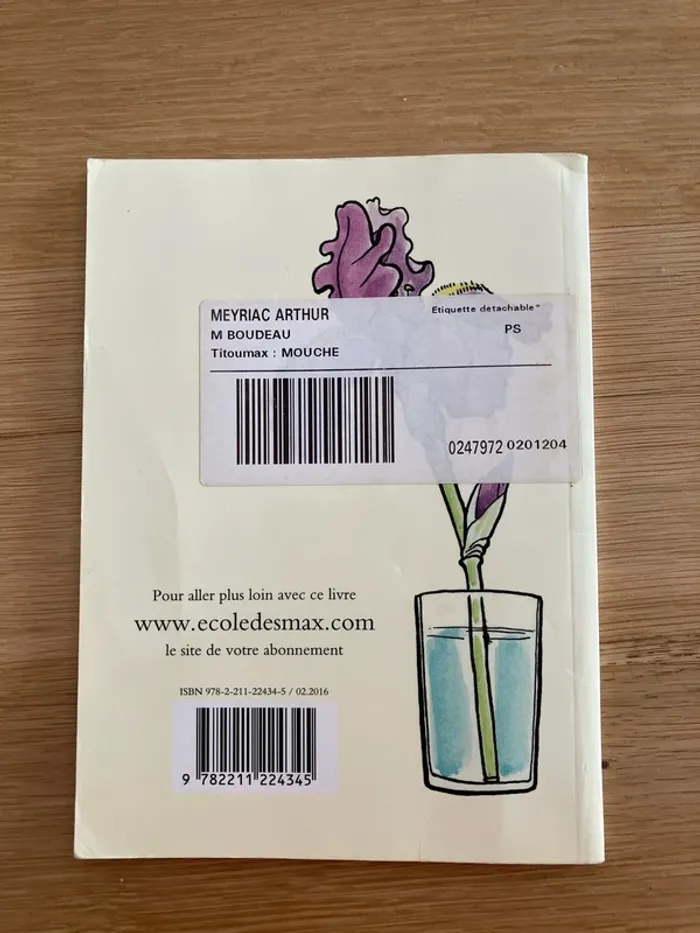 MEYRIAC ARTHUR
Etiquette detachable
M BOUDEAU
PS
Titoumax : MOUCHE
0247972 0201204
Pour aller plus loin avec ce livre
www.ecoledesmax.com
le site de votre abonnement
ISBN 978-2-211-22434-5 / 02.2016
9 782211 224345